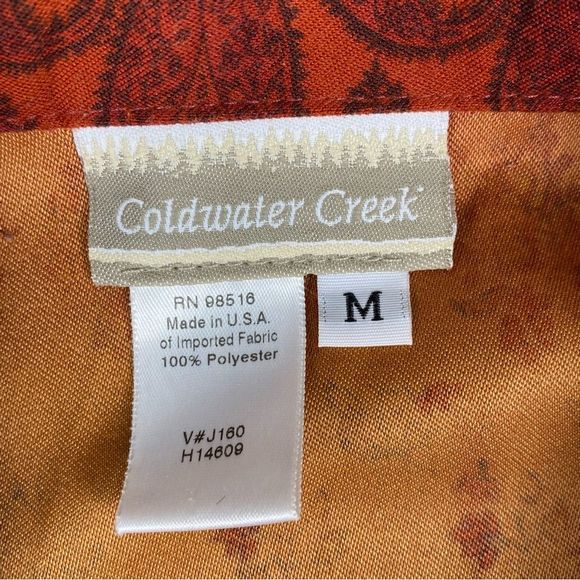 Coldwater Creek
M
RN 98516
Made in U.S.A.
of Imported Fabric
100% Polyester
V#J160
H14609